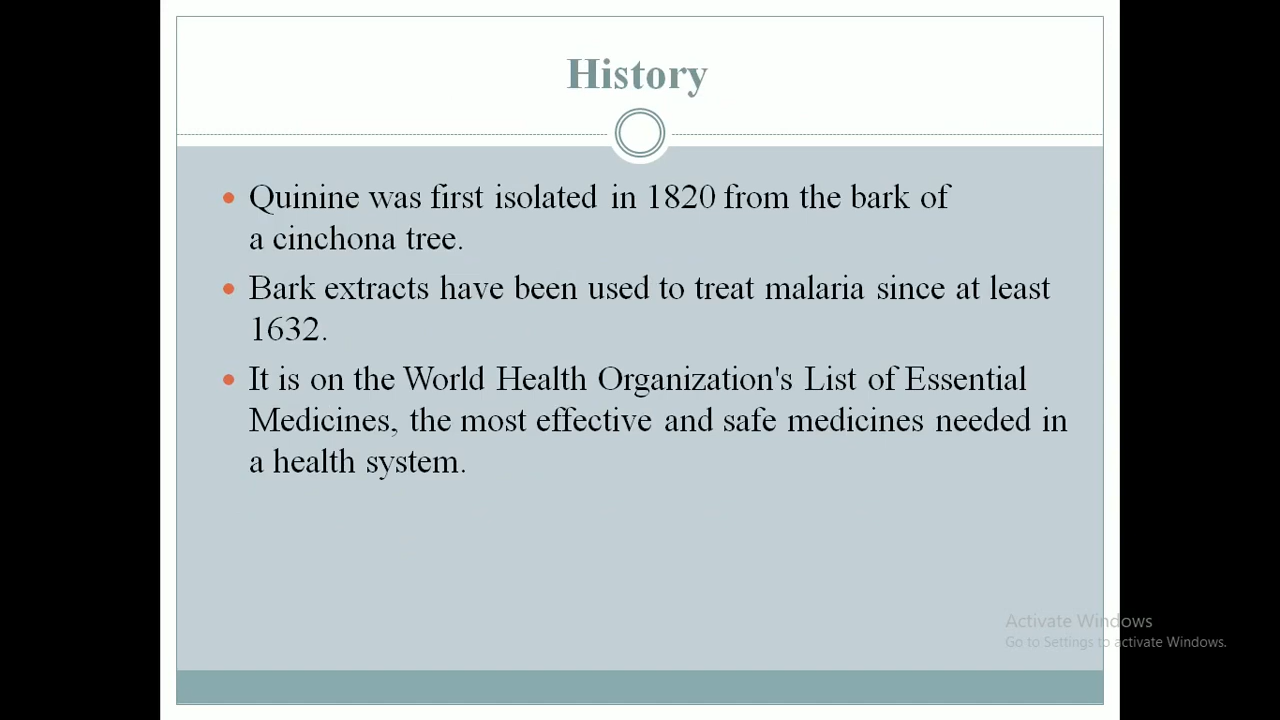 History
Quinine was first isolated in 1820 from the bark of
a cinchona tree.
Bark extracts have been used to treat malaria since at least
1632.
It is on the World Health Organization's List of Essential
Medicines, the most effective and safe medicines needed in
a health system.
Activate Windows
Go to Settings to activate Windows.